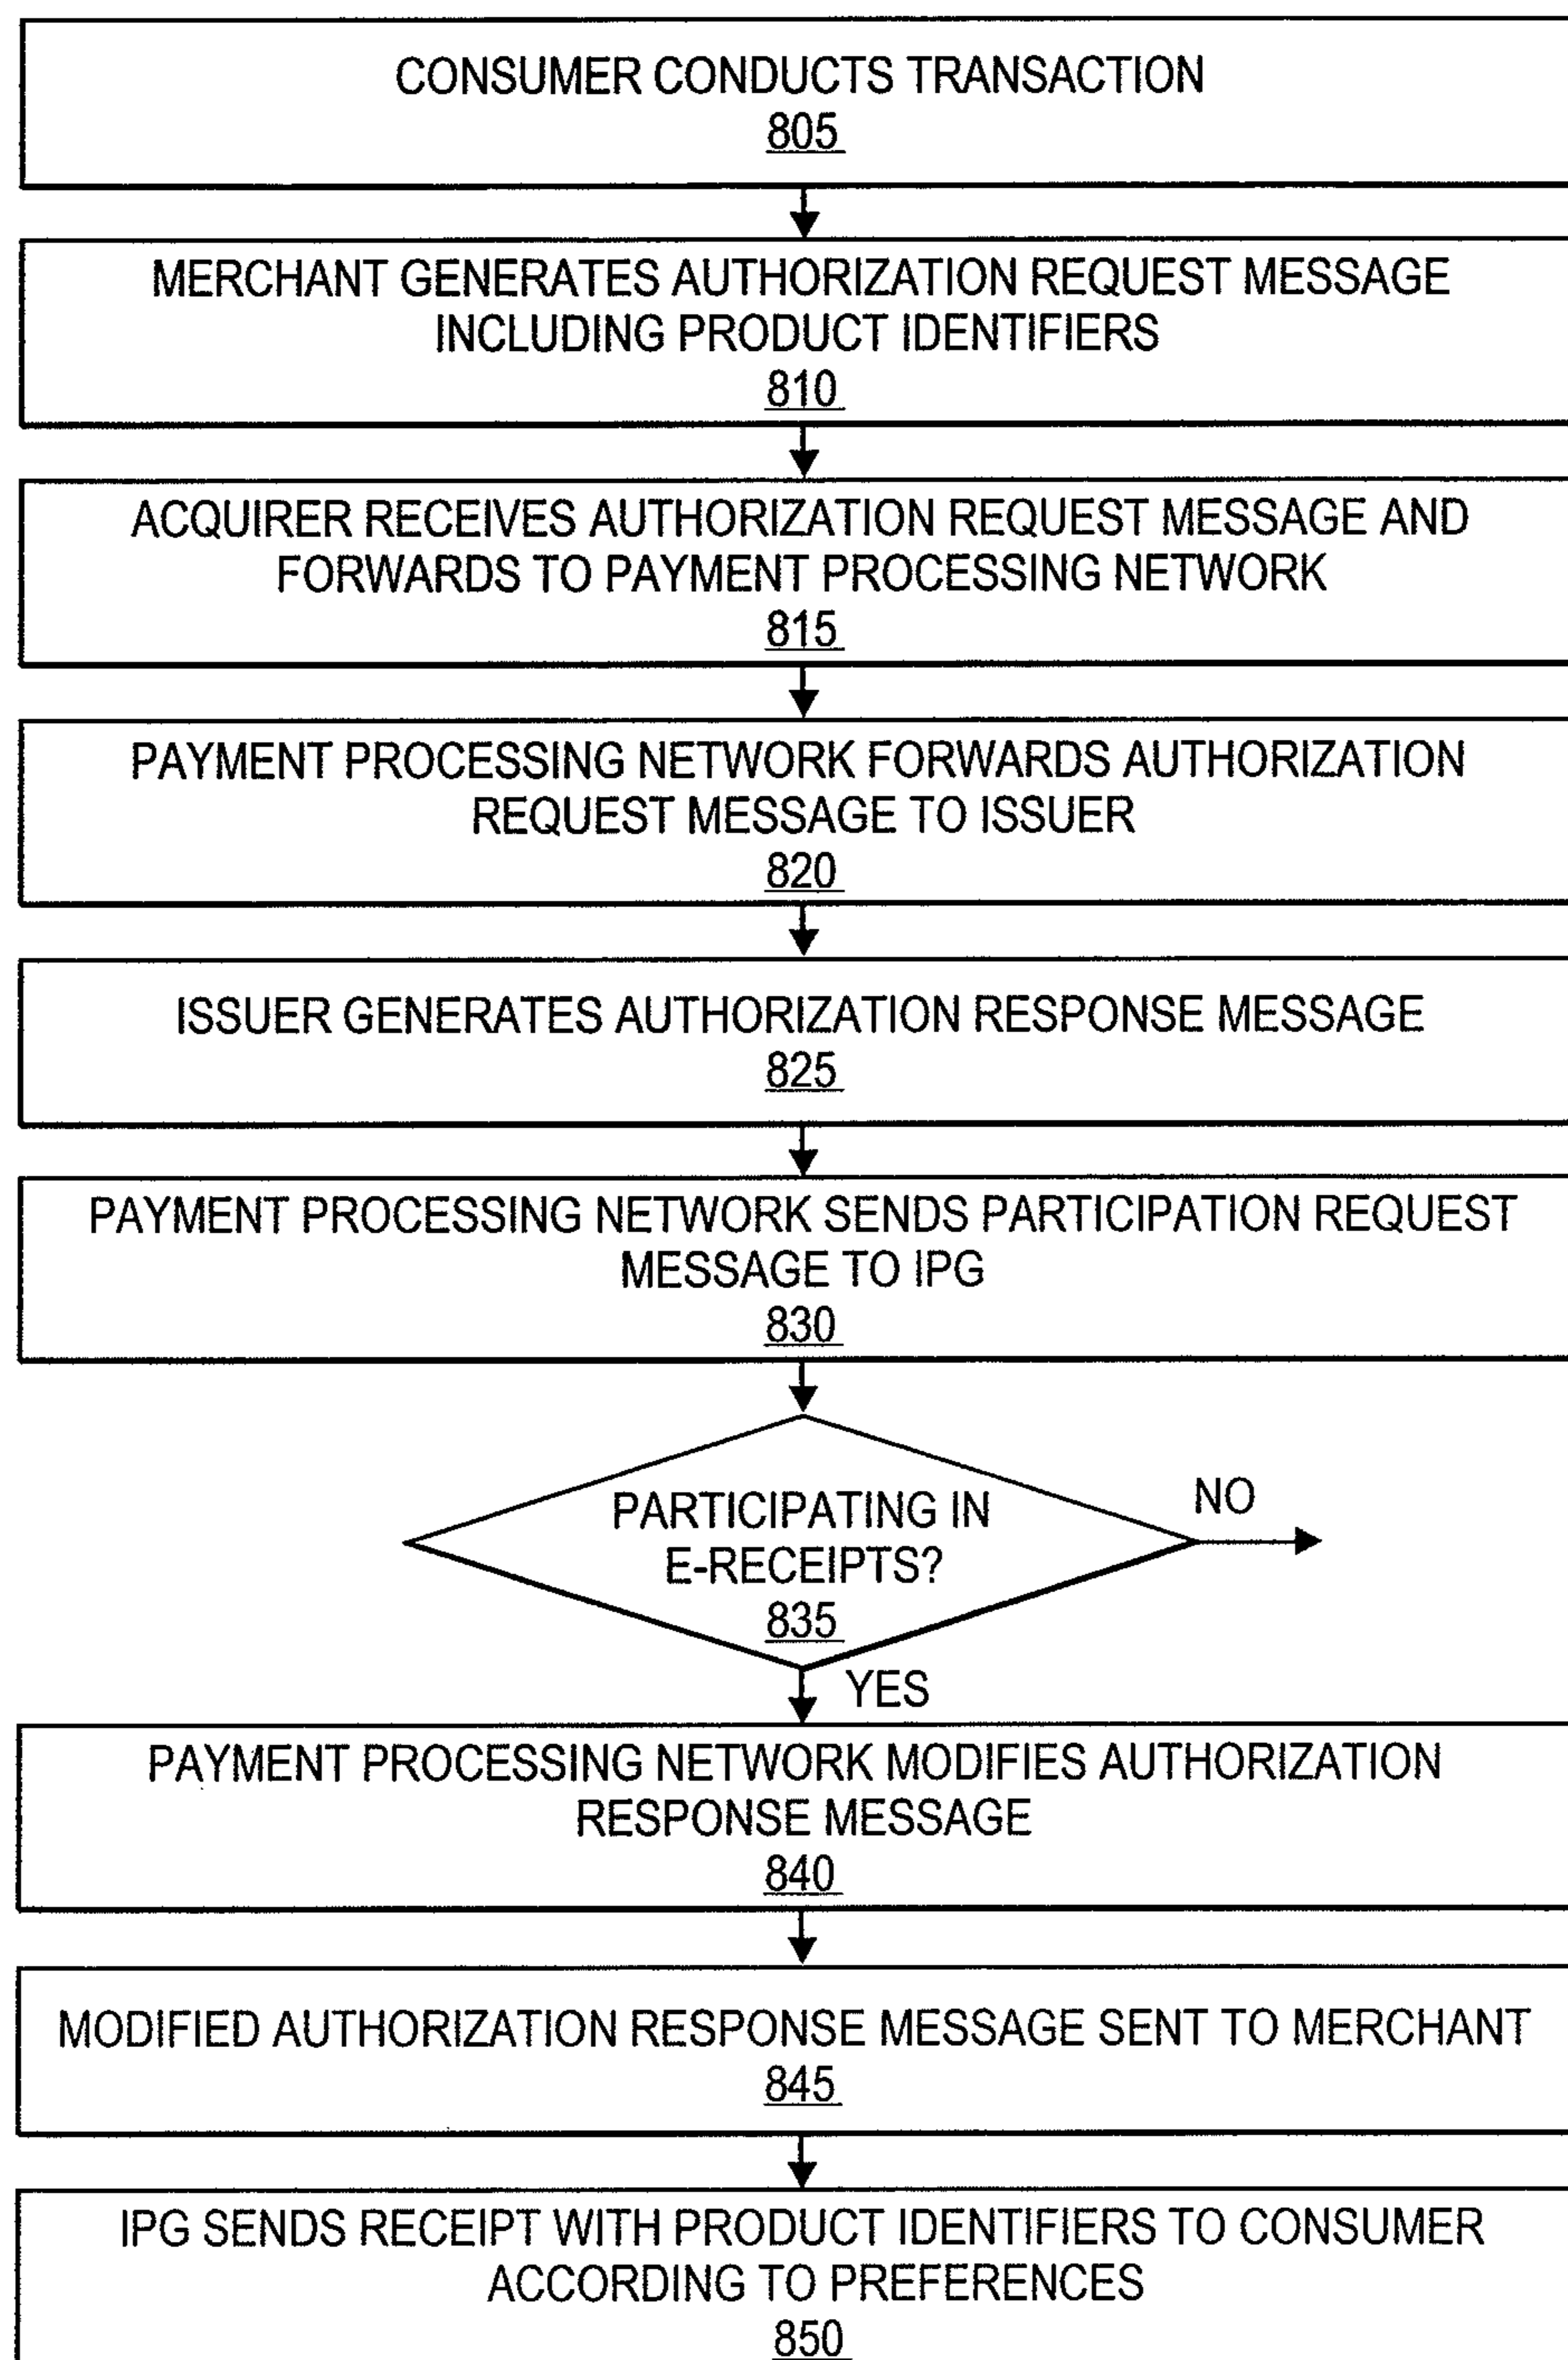 CONSUMER CONDUCTS TRANSACTION
805
MERCHANT GENERATES AUTHORIZATION REQUEST MESSAGE
INCLUDING PRODUCT IDENTIFIERS
810
ACQUIRER RECEIVES AUTHORIZATION REQUEST MESSAGE AND
FORWARDS TO PAYMENT PROCESSING NETWORK
815
PAYMENT PROCESSING NETWORK FORWARDS AUTHORIZATION
REQUEST MESSAGE TO ISSUER
820
ISSUER GENERATES AUTHORIZATION RESPONSE MESSAGE
825
PAYMENT PROCESSING NETWORK SENDS PARTICIPATION REQUEST
MESSAGE TO IPG
830
PARTICIPATING IN
E-RECEIPTS?
835
NO
YES
PAYMENT PROCESSING NETWORK MODIFIES AUTHORIZATION
RESPONSE MESSAGE
840
MODIFIED AUTHORIZATION RESPONSE MESSAGE SENT TO MERCHANT
845
IPG SENDS RECEIPT WITH PRODUCT IDENTIFIERS TO CONSUMER
ACCORDING TO PREFERENCES
850